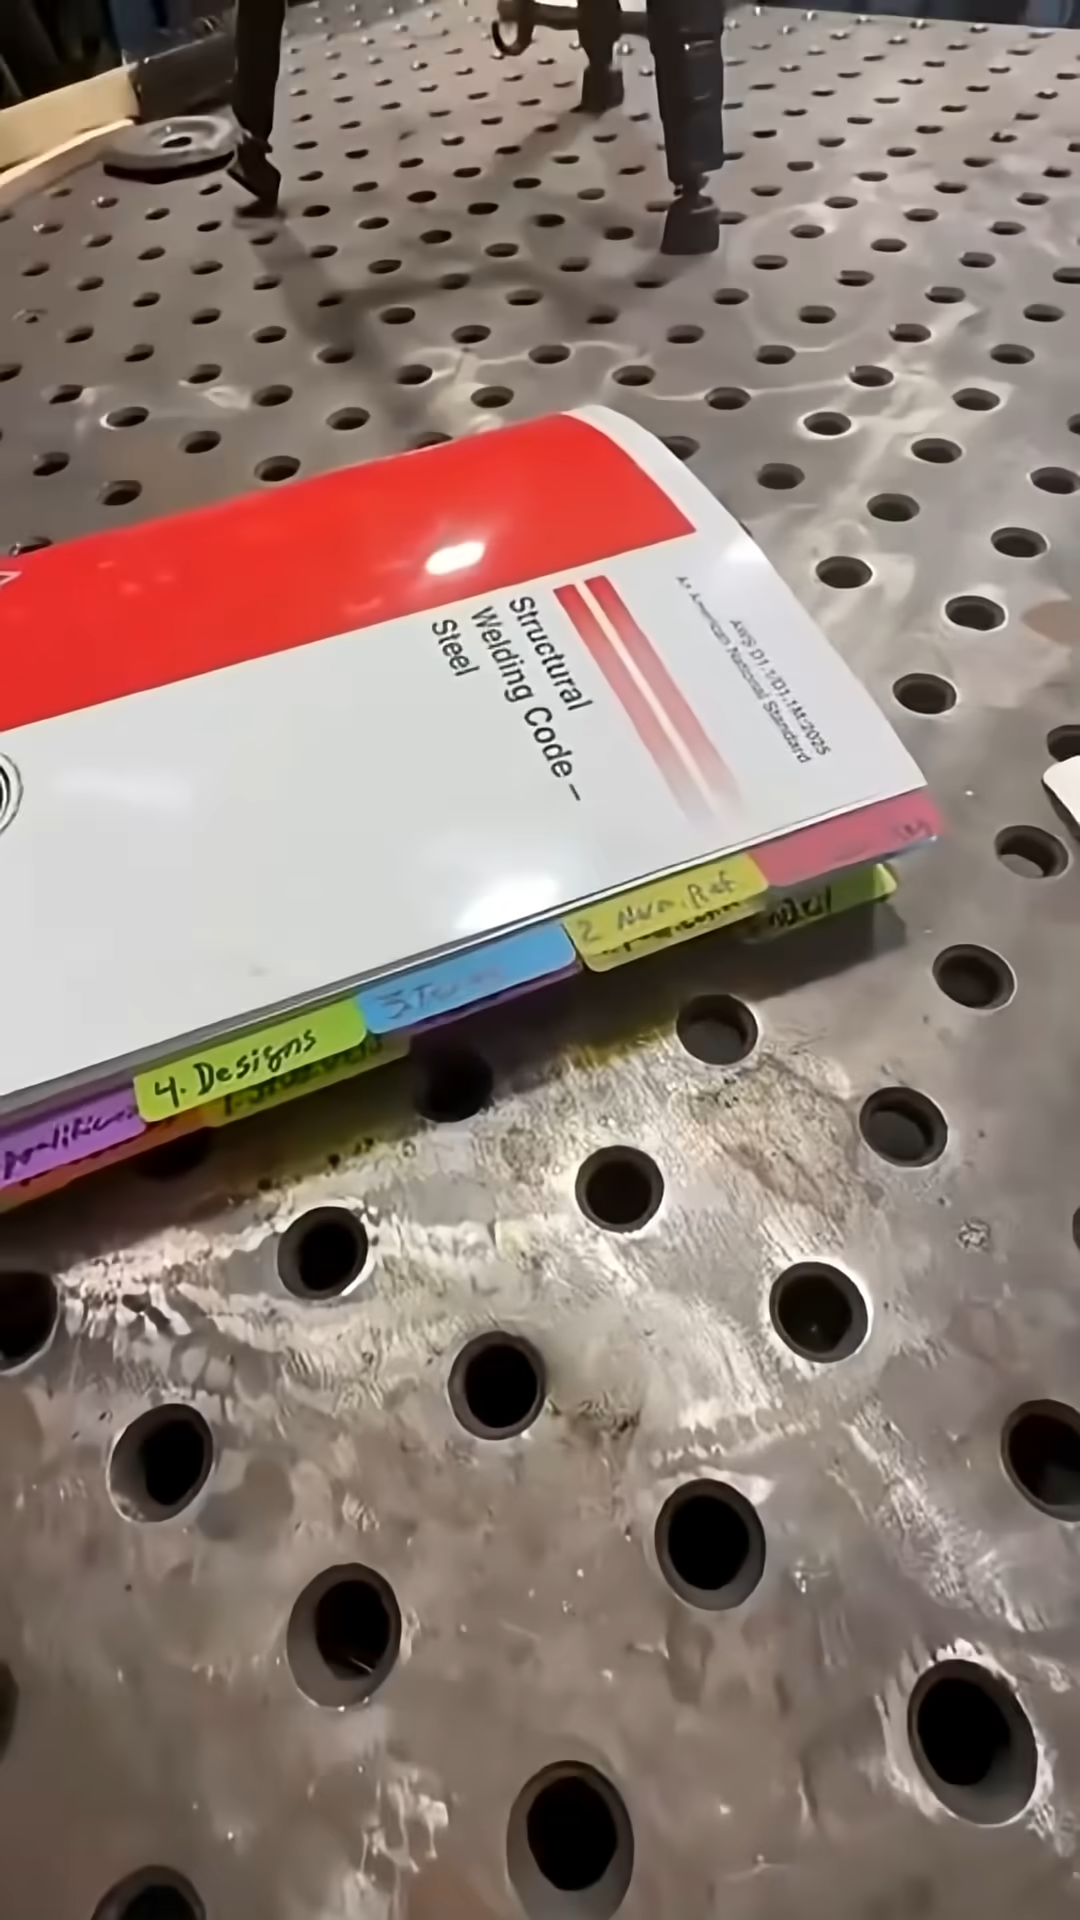 AWS D1.1/D1.1M:2025
An American National Standard
Structural
Welding Code –
Steel
2 Norm. Ref.
3. Terms
4. Designs